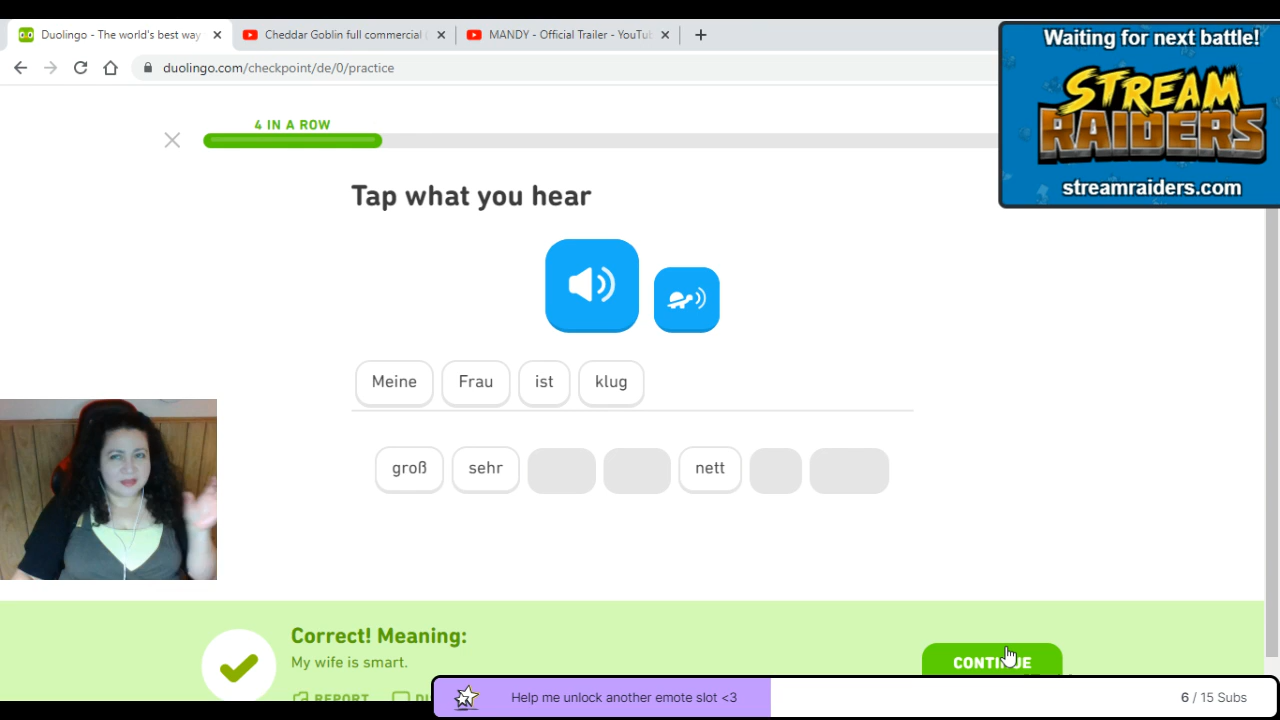 Duolingo - The world's best way
Cheddar Goblin full commercial
MANDY - Official Trailer - YouTu
duolingo.com/checkpoint/de/0/practice
Waiting for next battle!
STREAM
RAIDERS
streamraiders.com
4 IN A ROW
Tap what you hear
Meine Frau ist klug
groß sehr nett
Correct! Meaning:
My wife is smart.
CONTINUE
REPORT
Help me unlock another emote slot <3
6 / 15 Subs